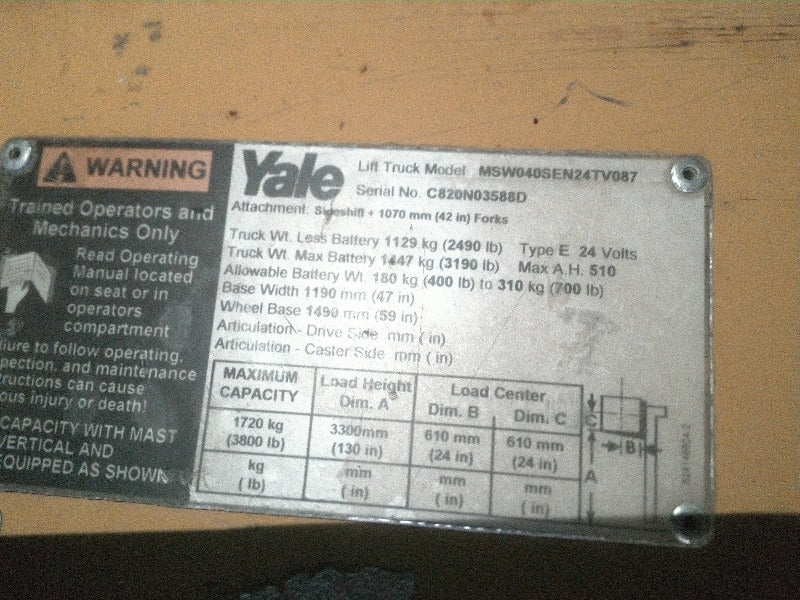 WARNING
Trained Operators and
Mechanics Only
Read Operating
Manual located
on seat or in
operators
compartment
to follow operating,
and maintenance
can cause
injury or death!
CAPACITY WITH MAST
VERTICAL AND
EQUIPPED AS SHOWN
Yale
Lift Truck Model MSW040SEN24TV087
Serial No. C820N03588D
Attachment: Sideshift + 1070 mm (42 in) Forks
Truck Wt. Less Battery 1129 kg (2490 lb) Type E 24 Volts
Truck Wt. Max Battery 1447 kg (3190 lb) Max A.H. 510
Allowable Battery Wt. 180 kg (400 lb) to 310 kg (700 lb)
Base Width 1190 mm (47 in)
Wheel Base 1490 mm (59 in)
Articulation - Drive Side mm ( in)
Articulation - Caster Side mm ( in)
MAXIMUM CAPACITY Load Height Dim. A Load Center Dim. B Dim. C
1720 kg 3300mm 610 mm 610 mm
(3800 lb) (130 in) (24 in) (24 in)
kg mm mm mm
( lb) ( in) ( in) ( in)
C
B
A